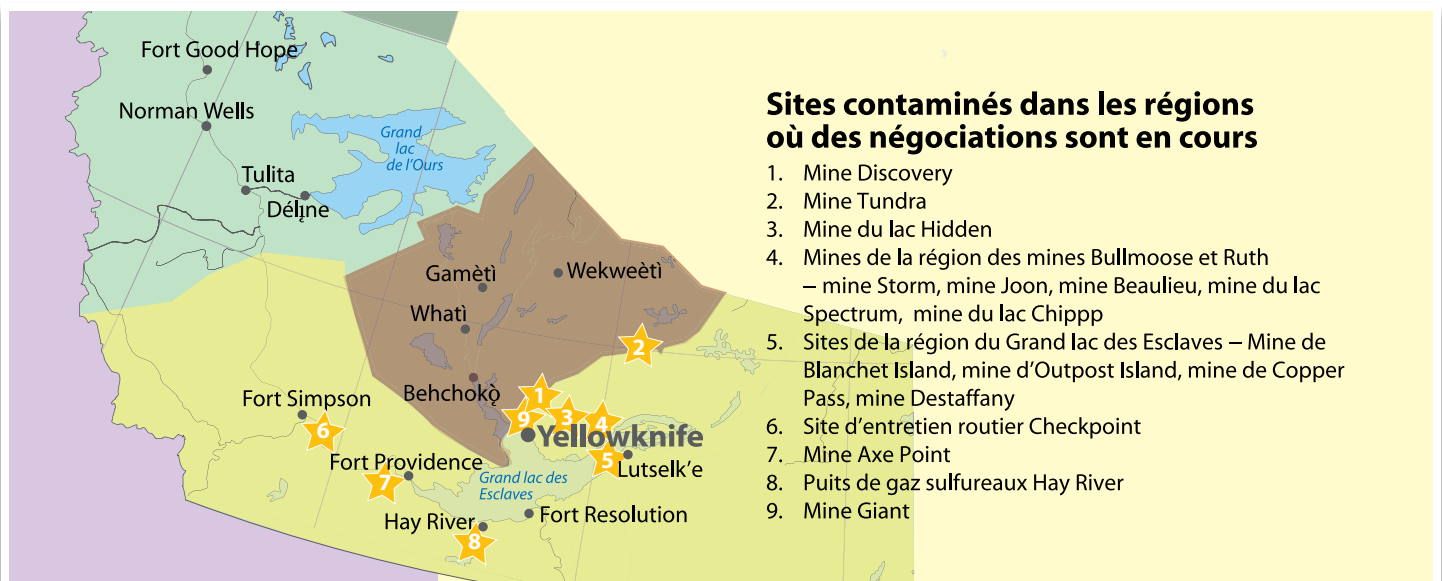 Fort Good Hope
Norman Wells
Grand
lac
de l'Ours
Tulita
Délı̨ne
Gamètì
Wekweètì
Whatì
2
Behchokǫ̀
1
Fort Simpson
9
3
4
6
Yellowknife
Fort Providence
5
Lutselk’e
7
Grand lac des
Esclaves
Hay River
Fort Resolution
8
Sites contaminés dans les régions
où des négociations sont en cours
1. Mine Discovery
2. Mine Tundra
3. Mine du lac Hidden
4. Mines de la région des mines Bullmoose et Ruth
– mine Storm, mine Joon, mine Beaulieu, mine du lac
Spectrum, mine du lac Chippp
5. Sites de la région du Grand lac des Esclaves – Mine de
Blanchet Island, mine d’Outpost Island, mine de Copper
Pass, mine Destaffany
6. Site d’entretien routier Checkpoint
7. Mine Axe Point
8. Puits de gaz sulfureaux Hay River
9. Mine Giant